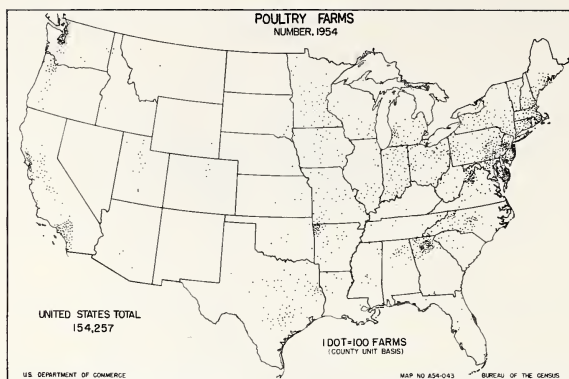 POULTRY FARMS
NUMBER, 1954
UNITED STATES TOTAL
154,257
1 DOT=100 FARMS
(COUNTY UNIT BASIS)
U.S. DEPARTMENT OF COMMERCE
MAP NO A54-043
BUREAU OF THE CENSUS